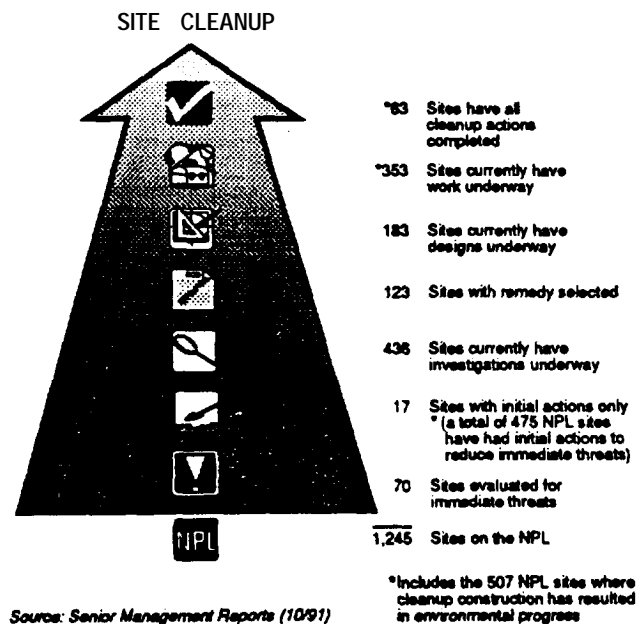 SITE CLEANUP
*63 Sites have all
cleanup actions
completed
*353 Sites currently have
work underway
183 Sites currently have
designs underway
123 Sites with remedy selected
436 Sites currently have
investigations underway
17 Sites with initial actions only
* (a total of 475 NPL sites
have had initial actions to
reduce immediate threats)
70 Sites evaluated for
immediate threats
NPL
1,245 Sites on the NPL
*Includes the 507 NPL sites where
cleanup construction has resulted
in environmental progress
Source: Senior Management Reports (10/91)